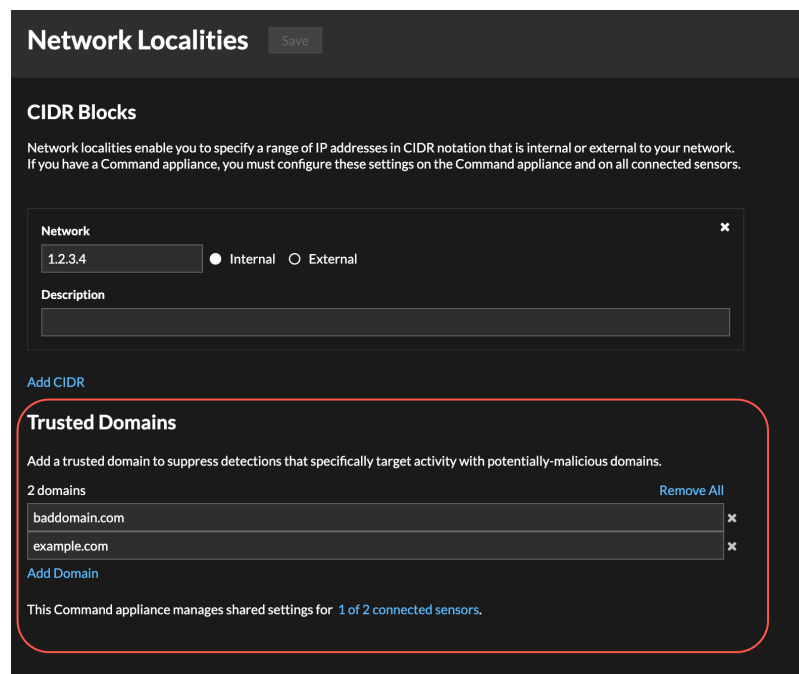 Network Localities Save
CIDR Blocks
Network localities enable you to specify a range of IP addresses in CIDR notation that is internal or external to your network.
If you have a Command appliance, you must configure these settings on the Command appliance and on all connected sensors.
Network
1.2.3.4 Internal External
Description
Add CIDR
Trusted Domains
Add a trusted domain to suppress detections that specifically target activity with potentially-malicious domains.
2 domains Remove All
baddomain.com
example.com
Add Domain
This Command appliance manages shared settings for 1 of 2 connected sensors.